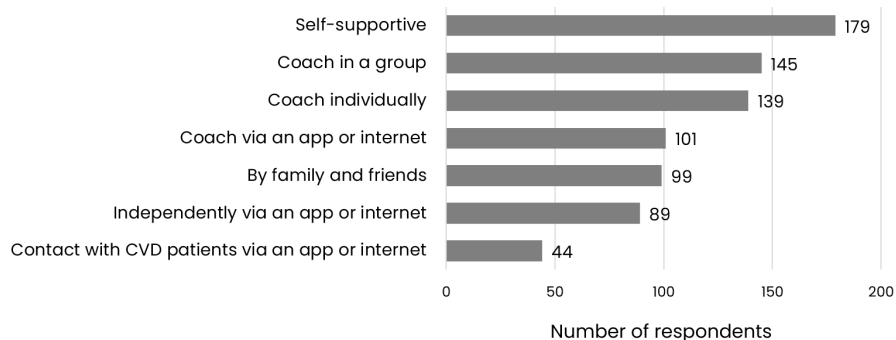 Self-supportive 179
Coach in a group 145
Coach individually 139
Coach via an app or internet 101
By family and friends 99
Independently via an app or internet 89
Contact with CVD patients via an app or internet 44
0 50 100 150 200
Number of respondents